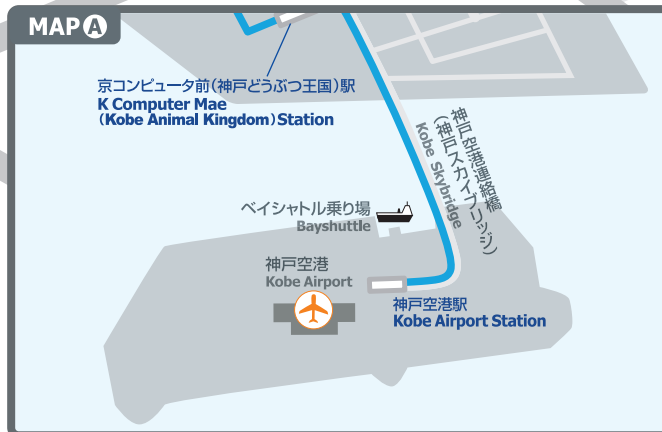 MAP A
京コンピュータ前(神戸どうぶつ王国)駅
K Computer Mae
(Kobe Animal Kingdom)Station
神戸空港連絡橋
(神戸スカイブリッジ)
Kobe Skybridge
ベイシャトル乗り場
Bayshuttle
神戸空港
Kobe Airport
神戸空港駅
Kobe Airport Station